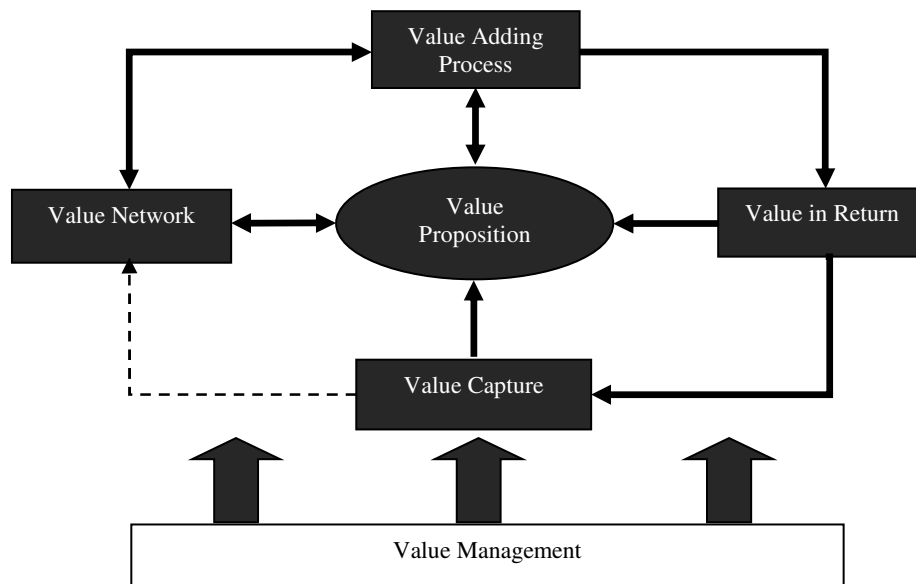 Value Adding
Process
Value Network
Value
Proposition
Value in Return
Value Capture
Value Management